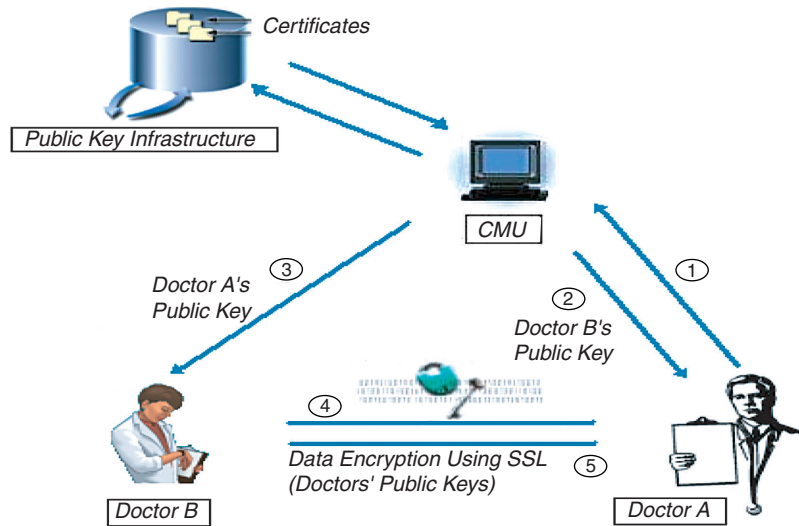 Certificates
Public Key Infrastructure
CMU
3
1
Doctor A's
Public Key
2
Doctor B's
Public Key
4
Data Encryption Using SSL
(Doctors' Public Keys)
5
Doctor B
Doctor A